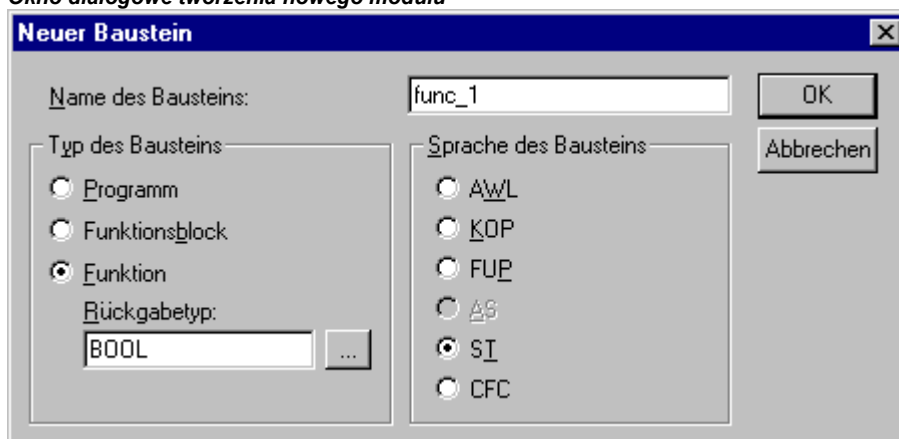 Okno dialogowe tworzenia nowego modułu
Neuer Baustein
Name des Bausteins:
func_1
OK
Abbrechen
Typ des Bausteins
Programm
Funktionsblock
Funktion
Rückgabetyp:
BOOL
...
Sprache des Bausteins
AWL
KOP
FUP
AS
ST
CFC